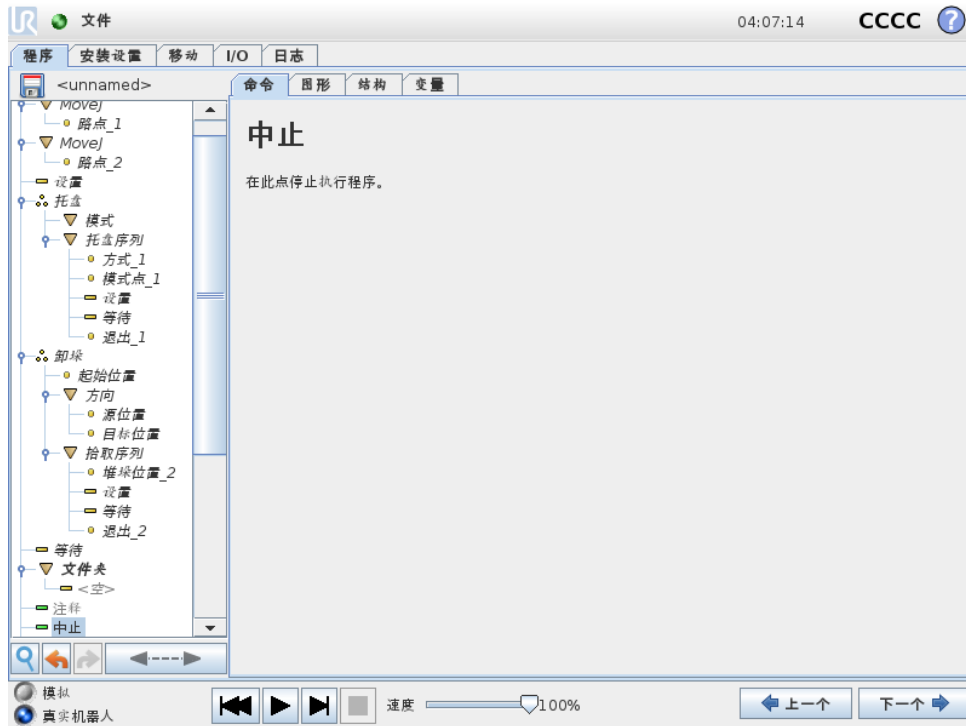 UR 文件 04:07:14 CCCC ?
程序 安装设置 移动 I/O 日志
<unnamed> 命令 图形 结构 变量
MoveJ
路点_1
MoveJ
路点_2
设置
托盘
模式
托盘序列
方式_1
模式点_1
设置
等待
退出_1
卸垛
起始位置
方向
源位置
目标位置
拾取序列
堆垛位置_2
设置
等待
退出_2
等待
文件夹
<空>
注释
中止
中止
在此点停止执行程序。
模拟
真实机器人
速度 100%
上一个 下一个